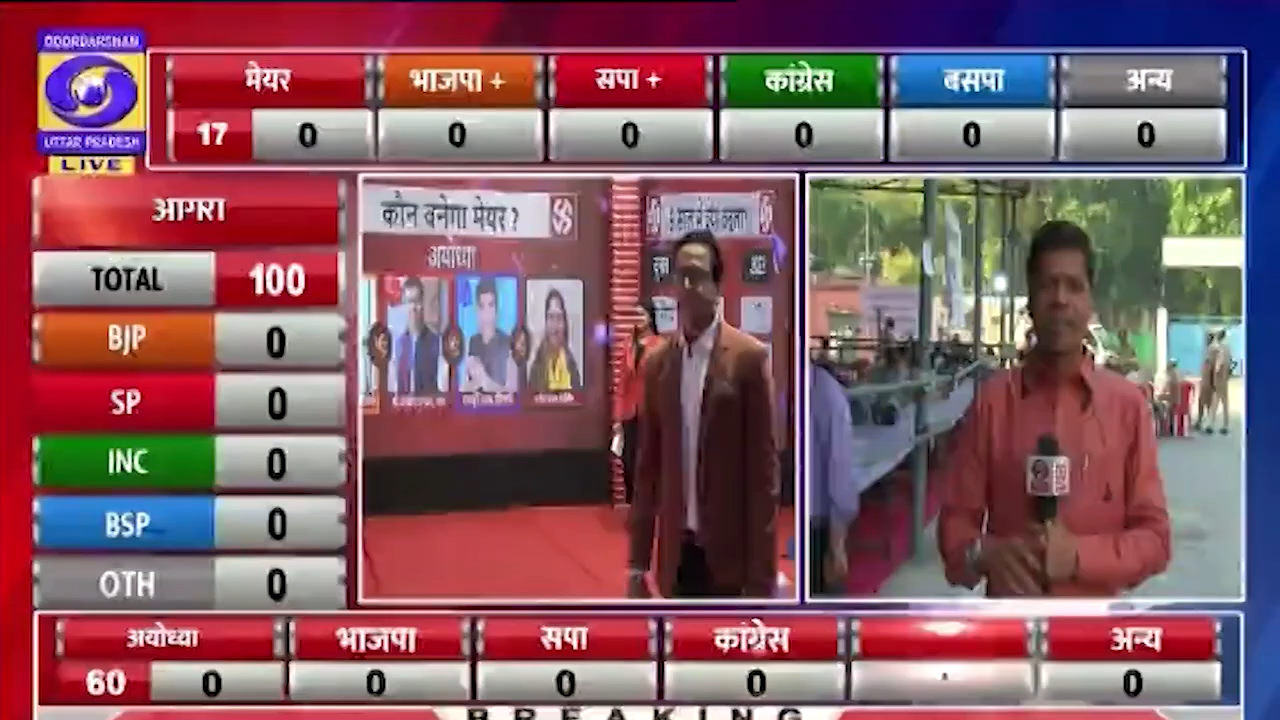 DOORDARSHAN
UTTAR PRADESH
LIVE
मेयर भाजपा + सपा + कांग्रेस बसपा अन्य
17 0 0 0 0 0 0
आगरा
TOTAL 100
BJP 0
SP 0
INC 0
BSP 0
OTH 0
कौन बनेगा मेयर ?
अयोध्या
अयोध्या भाजपा सपा कांग्रेस अन्य
60 0 0 0 0 0
BREAKING